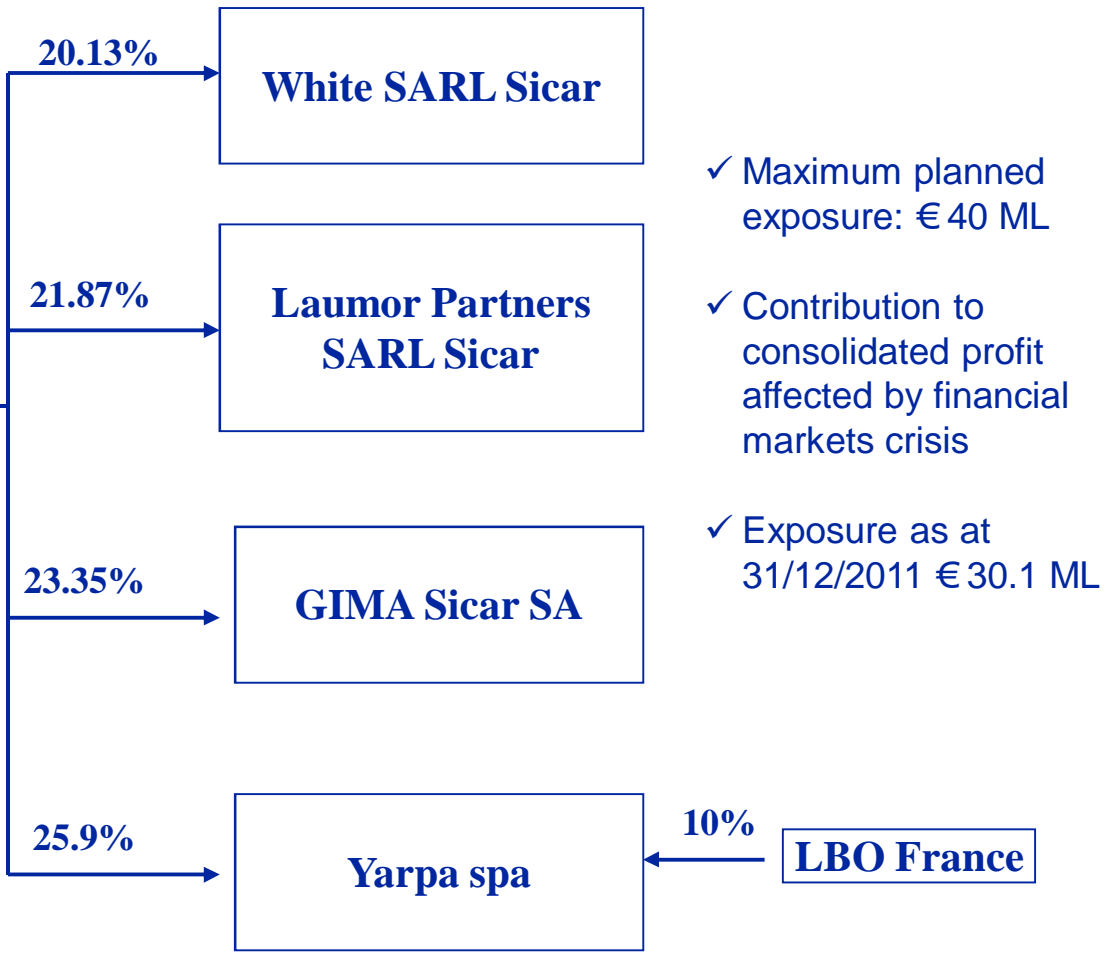 20.13%
White SARL Sicar
21.87%
Laumor Partners
SARL Sicar
23.35%
GIMA Sicar SA
25.9%
Yarpa spa
10%
LBO France
✓ Maximum planned
exposure: € 40 ML
✓ Contribution to
consolidated profit
affected by financial
markets crisis
✓ Exposure as at
31/12/2011 € 30.1 ML